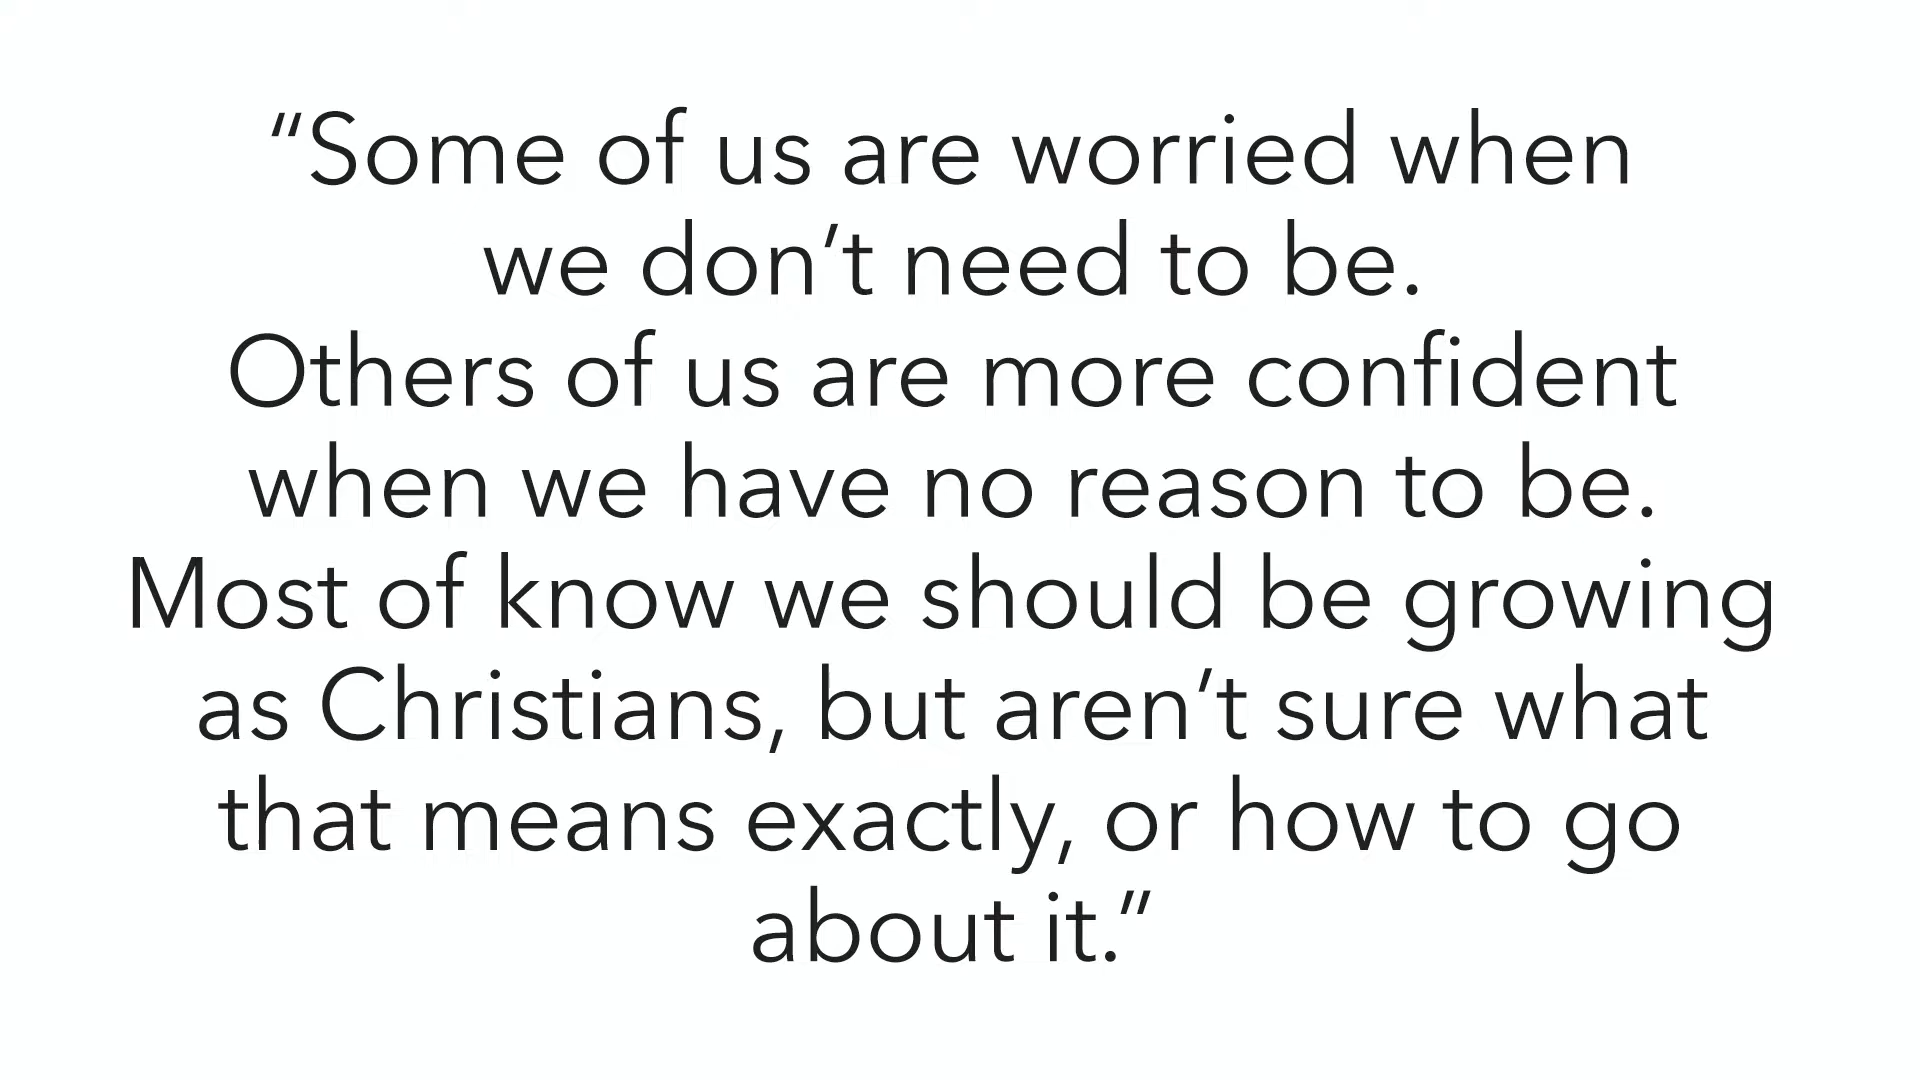 “Some of us are worried when
we don’t need to be.
Others of us are more confident
when we have no reason to be.
Most of know we should be growing
as Christians, but aren’t sure what
that means exactly, or how to go
about it.”